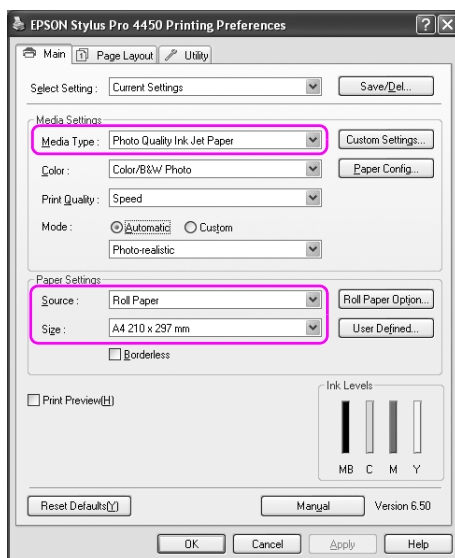 EPSON Stylus Pro 4450 Printing Preferences
Main Page Layout Utility
Select Setting : Current Settings Save/Del...
Media Settings
Media Type : Photo Quality Ink Jet Paper Custom Settings...
Color : Color/B&W Photo Paper Config...
Print Quality : Speed
Mode : Automatic Custom
Photo-realistic
Paper Settings
Source : Roll Paper Roll Paper Option...
Size : A4 210 x 297 mm User Defined...
Borderless
Print Preview(H) Ink Levels
MB C M Y
Reset Defaults(Y) Manual Version 6.50
OK Cancel Apply Help